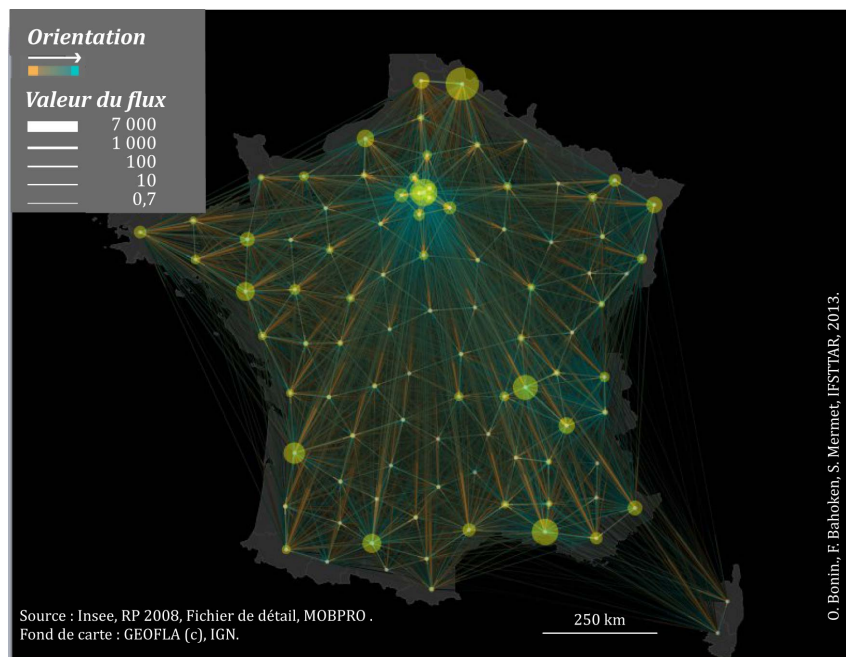 Orientation
Valeur du flux
7 000
1 000
100
10
0,7
Source : Insee, RP 2008, Fichier de détail, MOBPRO .
Fond de carte : GEOFLA (c), IGN.
250 km
O. Bonin., F. Bahoken, S. Mermet, IFSTTAR, 2013.